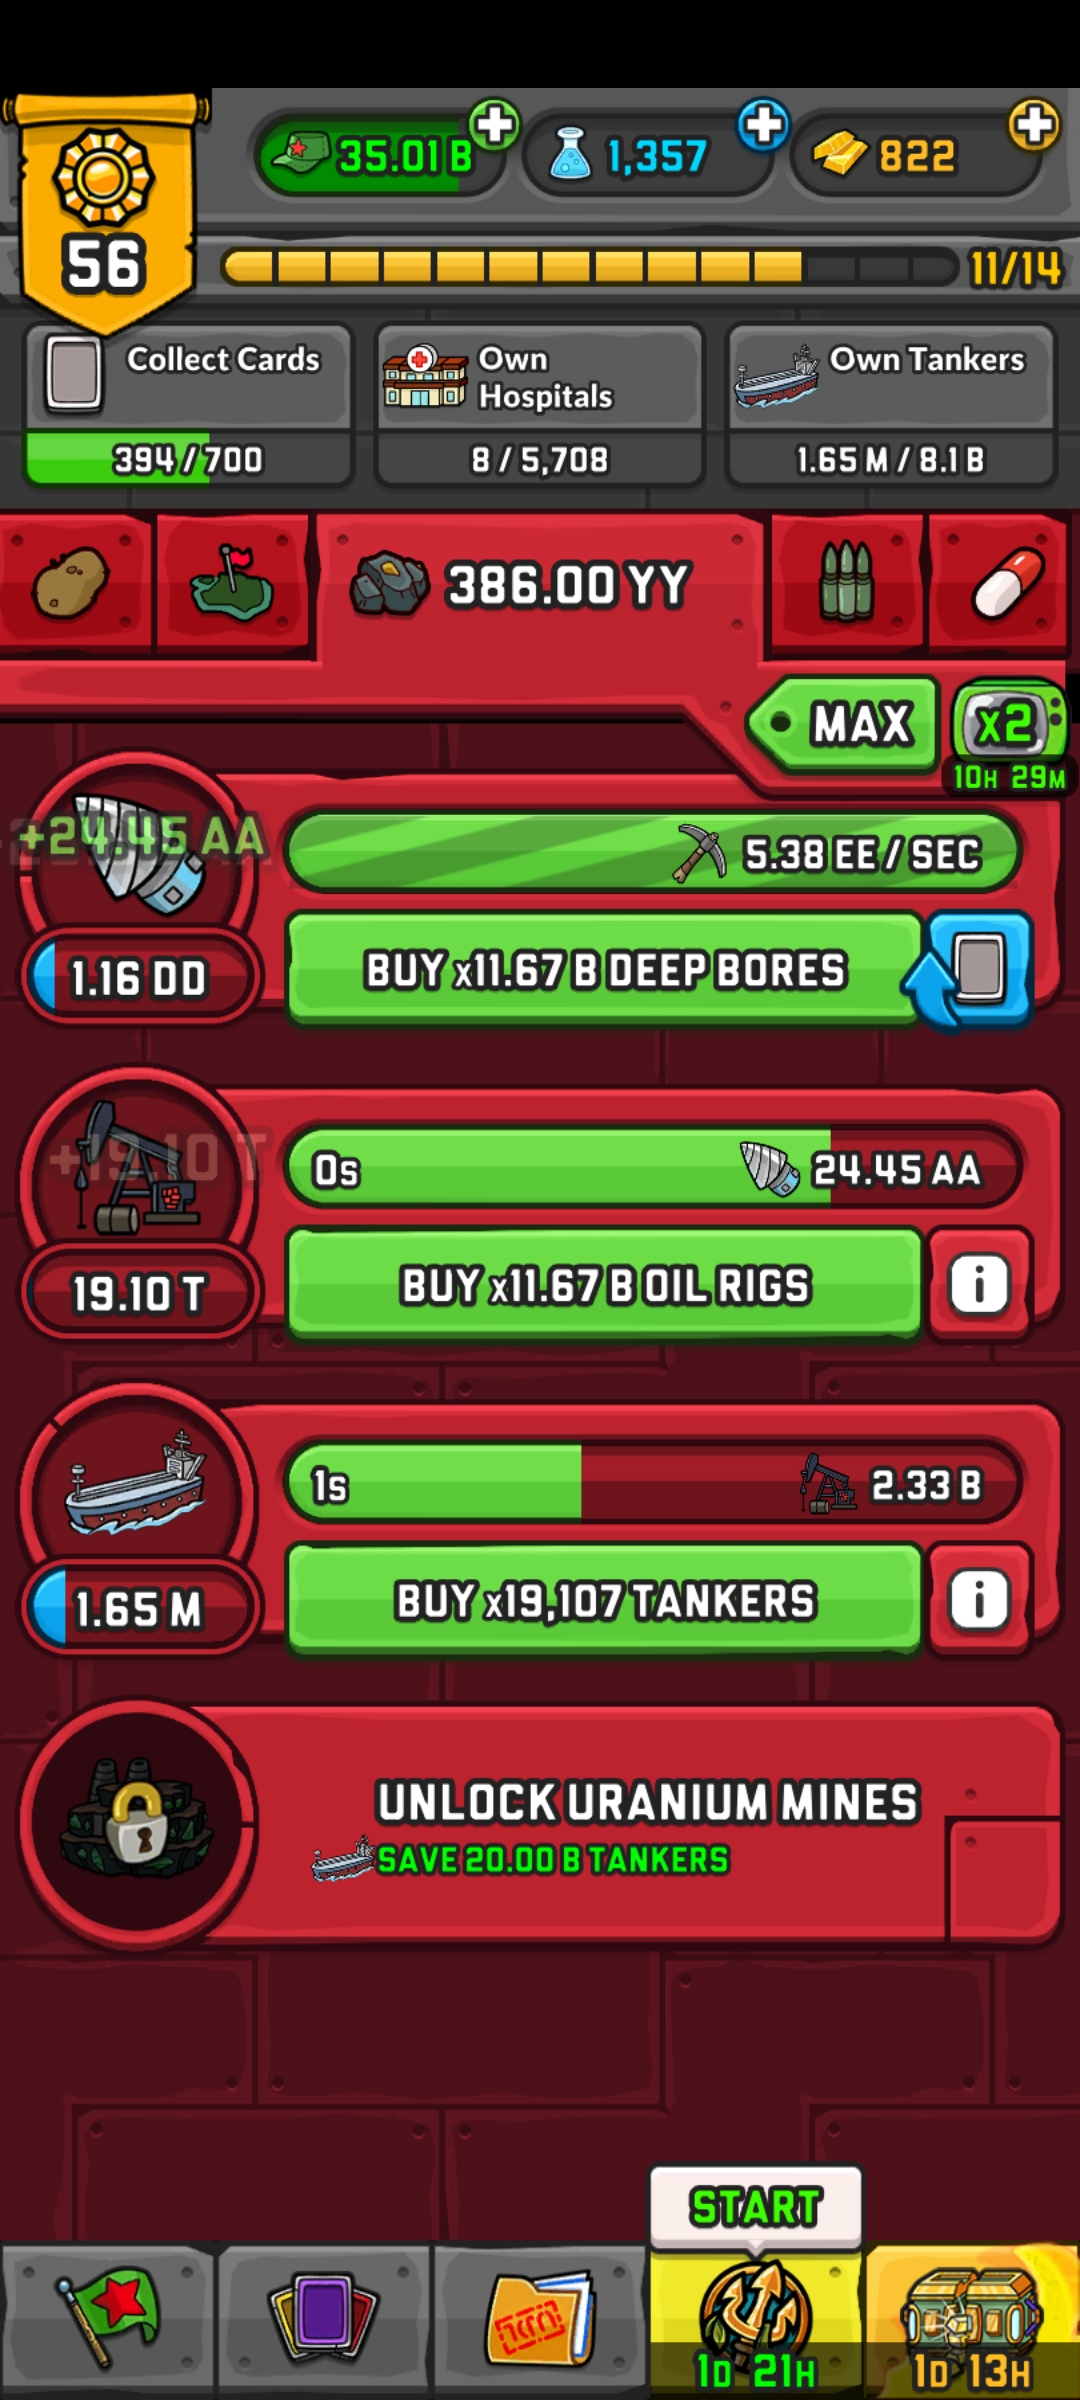 56
35.01 B
1,357
822
11/14
Collect Cards
394 / 700
Own
Hospitals
8 / 5,708
Own Tankers
1.65 M / 8.1 B
386.00 YY
MAX
x2
10H 29M
+24.45 AA
5.38 EE / SEC
1.16 DD
BUY x11.67 B DEEP BORES
+19.10 T
0s
24.45 AA
19.10 T
BUY x11.67 B OIL RIGS
i
1s
2.33 B
1.65 M
BUY x19,107 TANKERS
i
UNLOCK URANIUM MINES
SAVE 20.00 B TANKERS
START
1D 21H
1D 13H